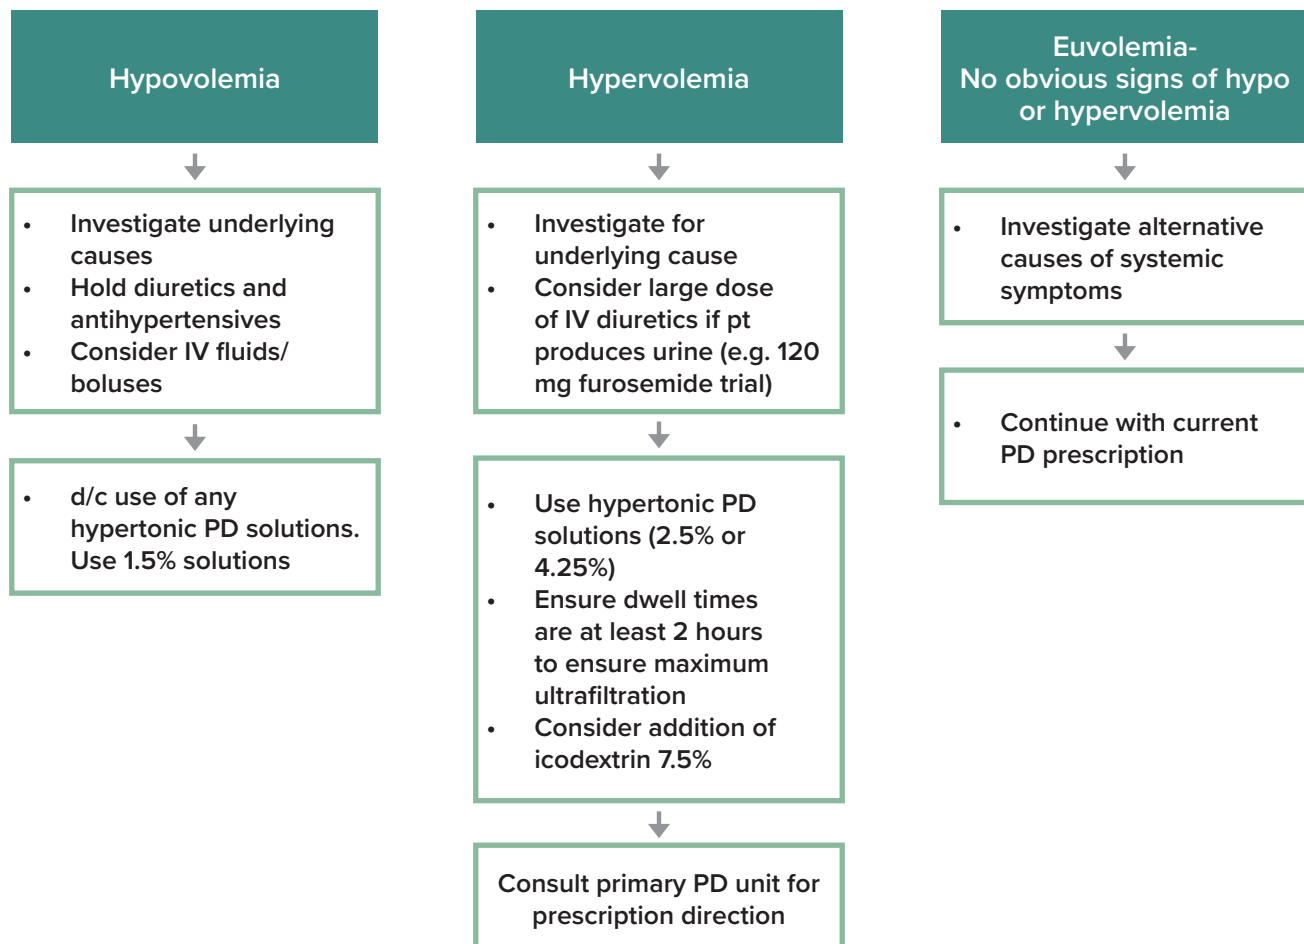 Hypovolemia
• Investigate underlying
causes
• Hold diuretics and
antihypertensives
• Consider IV fluids/
boluses
• d/c use of any
hypertonic PD solutions.
Use 1.5% solutions
Hypervolemia
• Investigate for
underlying cause
• Consider large dose
of IV diuretics if pt
produces urine (e.g. 120
mg furosemide trial)
• Use hypertonic PD
solutions (2.5% or
4.25%)
• Ensure dwell times
are at least 2 hours
to ensure maximum
ultrafiltration
• Consider addition of
icodextrin 7.5%
Consult primary PD unit for
prescription direction
Euvolemia-
No obvious signs of hypo
or hypervolemia
• Investigate alternative
causes of systemic
symptoms
• Continue with current
PD prescription